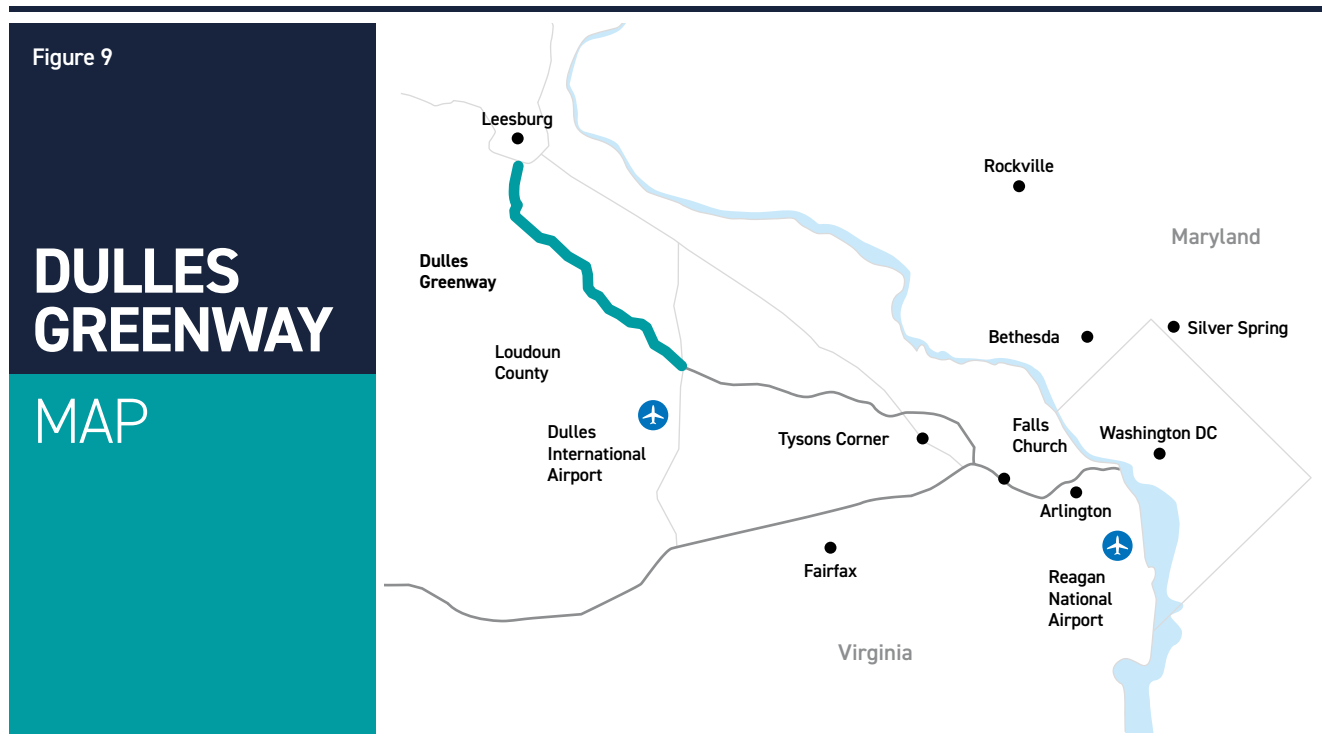 Figure 9
DULLES
GREENWAY
MAP
Leesburg
Rockville
Maryland
Dulles
Greenway
Silver Spring
Bethesda
Loudoun
County
Falls
Church
Washington DC
Tysons Corner
Dulles
International
Airport
Arlington
Fairfax
Reagan
National
Airport
Virginia